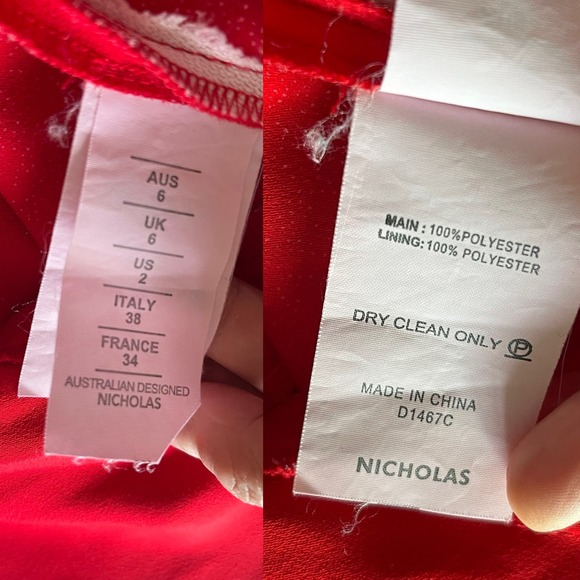 AUS
6
UK
6
US
2
ITALY
38
FRANCE
34
AUSTRALIAN DESIGNED
NICHOLAS
MAIN : 100%POLYESTER
LINING: 100% POLYESTER
DRY CLEAN ONLY P
MADE IN CHINA
D1467C
NICHOLAS